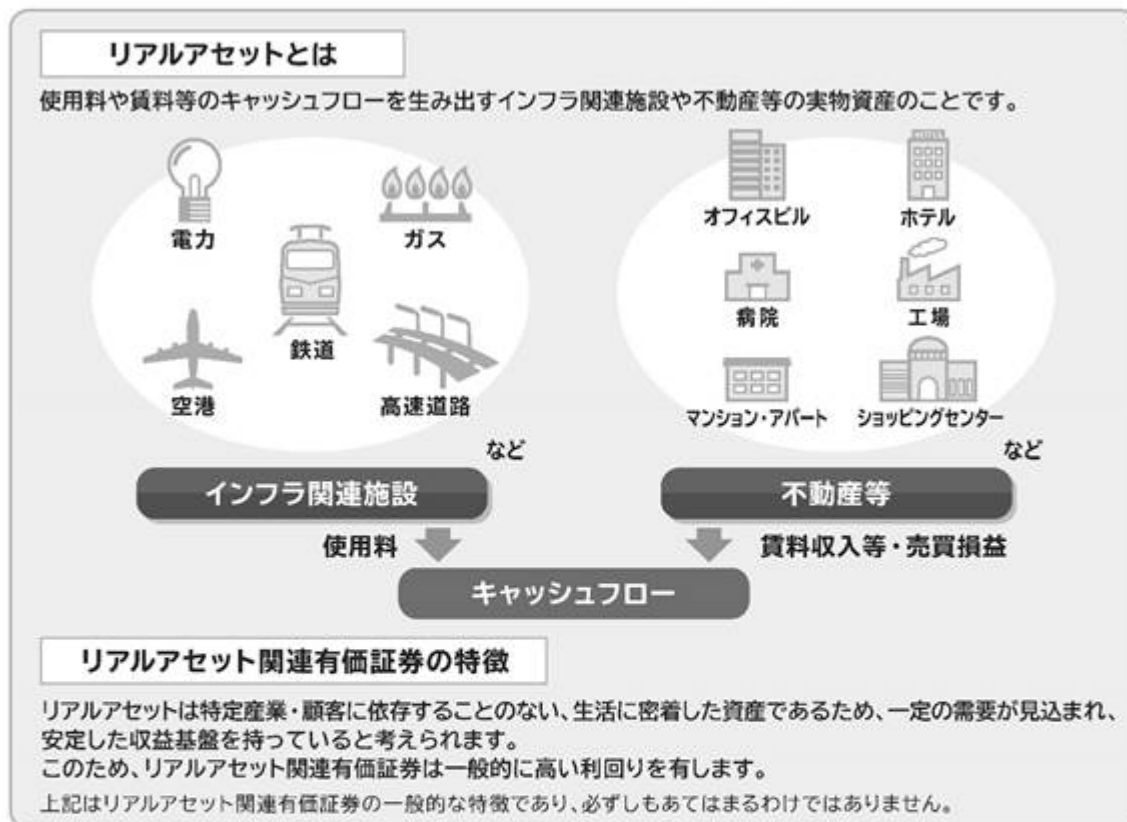 リアルアセットとは
使用料や賃料等のキャッシュフローを生み出すインフラ関連施設や不動産等の実物資産のことです。
電力
ガス
鉄道
空港
高速道路
など
インフラ関連施設
オフィスビル
ホテル
病院
工場
マンション・アパート
ショッピングセンター
など
不動産等
使用料
賃料収入等・売買損益
キャッシュフロー
リアルアセット関連有価証券の特徴
リアルアセットは特定産業・顧客に依存することのない、生活に密着した資産であるため、一定の需要が見込まれ、
安定した収益基盤を持っていると考えられます。
このため、リアルアセット関連有価証券は一般的に高い利回りを有します。
上記はリアルアセット関連有価証券の一般的な特徴であり、必ずしもあてはまるわけではありません。